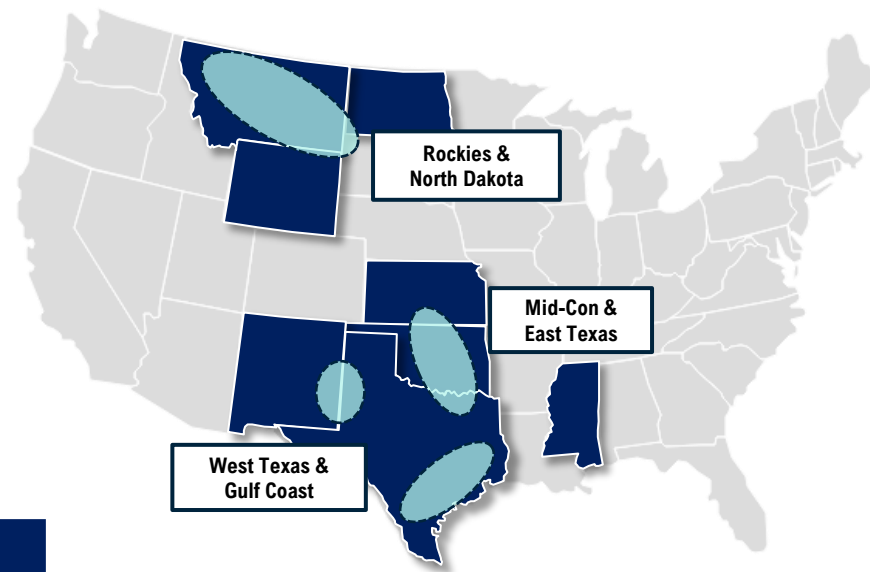 Rockies &
North Dakota
Mid-Con &
East Texas
West Texas &
Gulf Coast